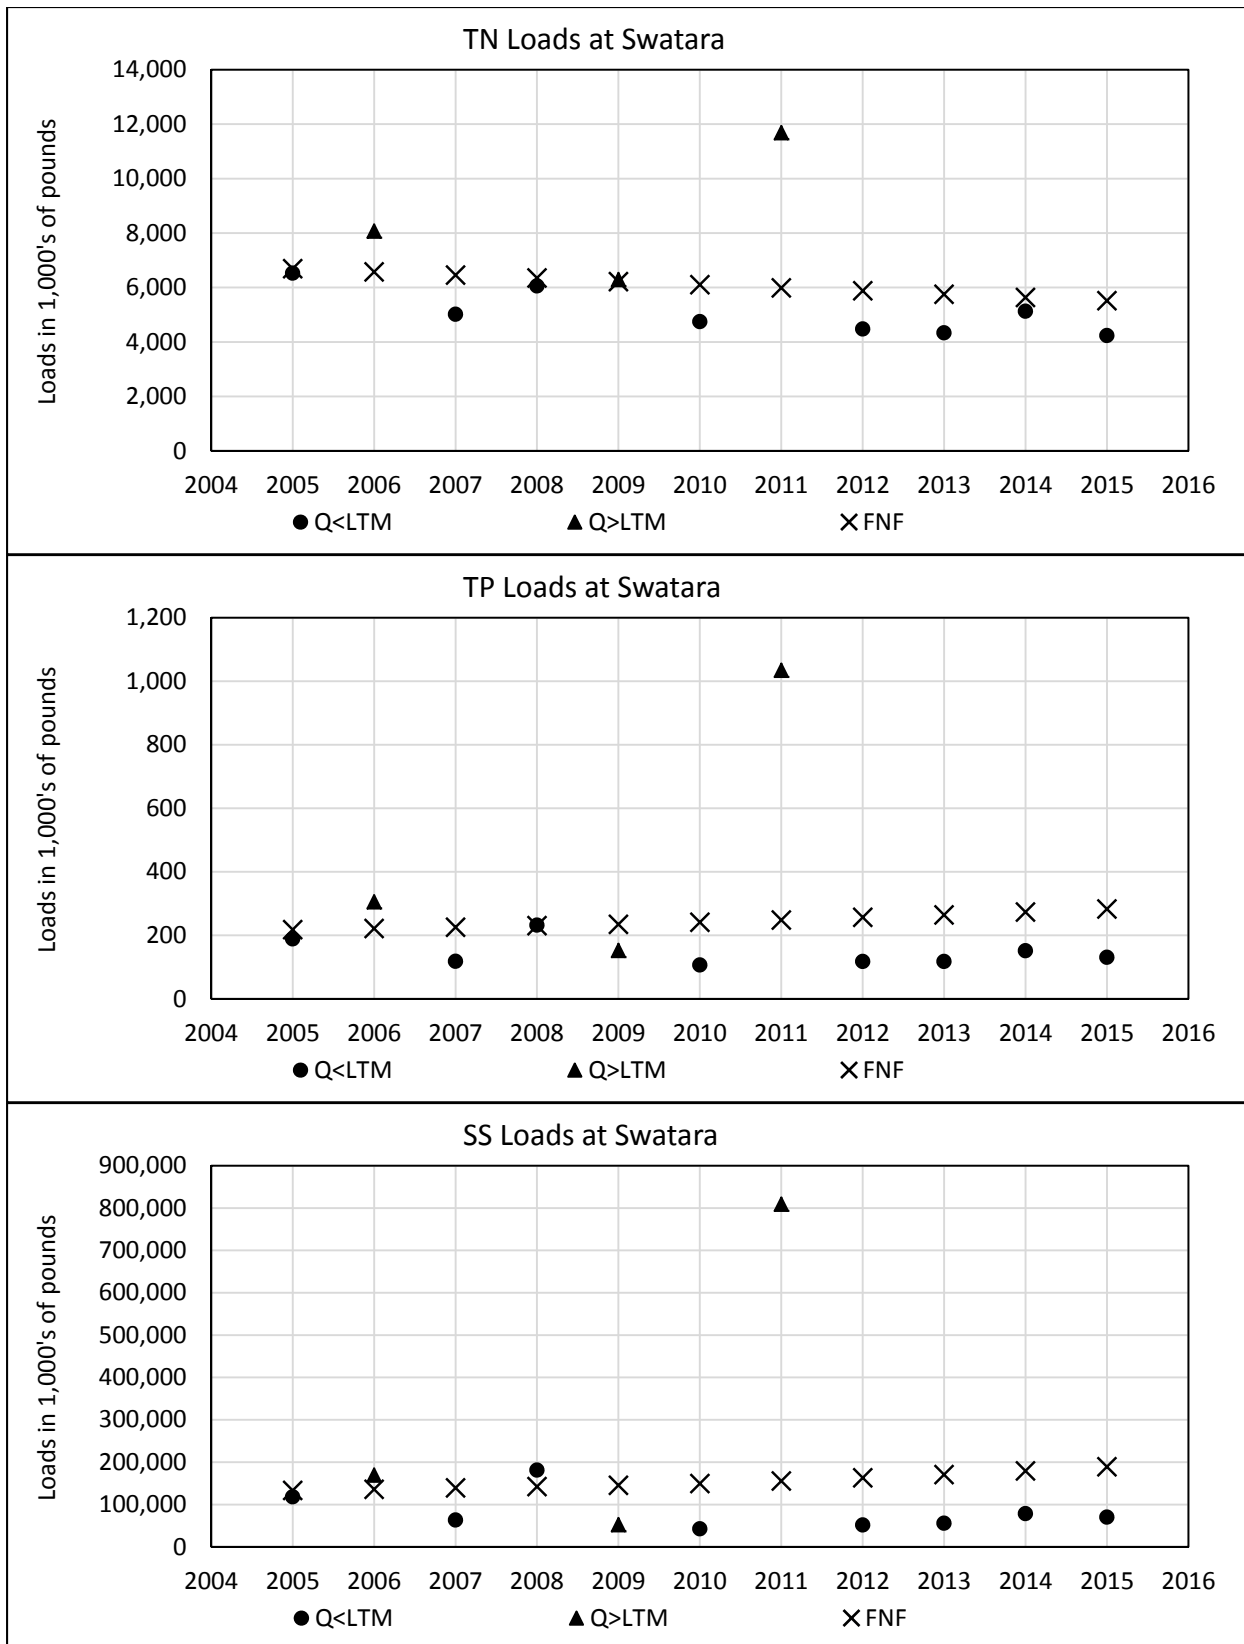 TN Loads at Swatara
Loads in 1,000's of pounds
14,000
12,000
10,000
8,000
6,000
4,000
2,000
0
2004 2005 2006 2007 2008 2009 2010 2011 2012 2013 2014 2015 2016
Q<LTM Q>LTM FNF
TP Loads at Swatara
Loads in 1,000's of pounds
1,200
1,000
800
600
400
200
0
2004 2005 2006 2007 2008 2009 2010 2011 2012 2013 2014 2015 2016
Q<LTM Q>LTM FNF
SS Loads at Swatara
Loads in 1,000's of pounds
900,000
800,000
700,000
600,000
500,000
400,000
300,000
200,000
100,000
0
2004 2005 2006 2007 2008 2009 2010 2011 2012 2013 2014 2015 2016
Q<LTM Q>LTM FNF